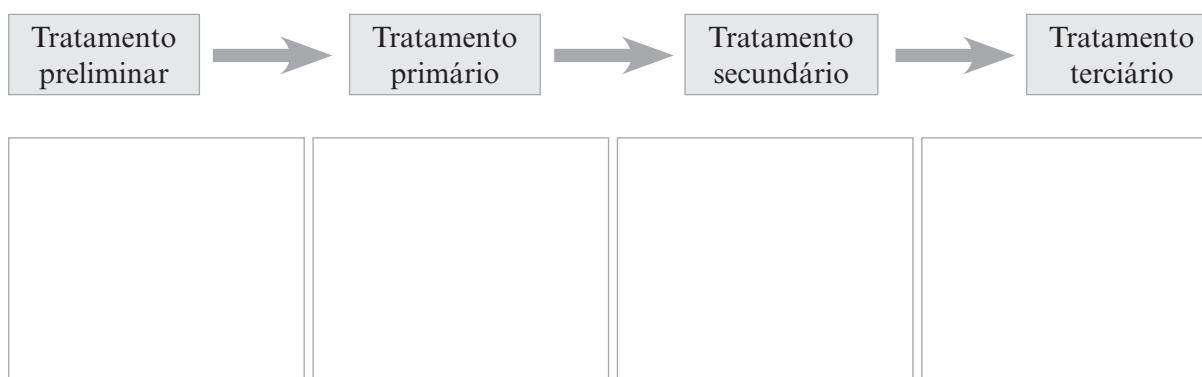 Tratamento
preliminar
Tratamento
primário
Tratamento
secundário
Tratamento
terciário